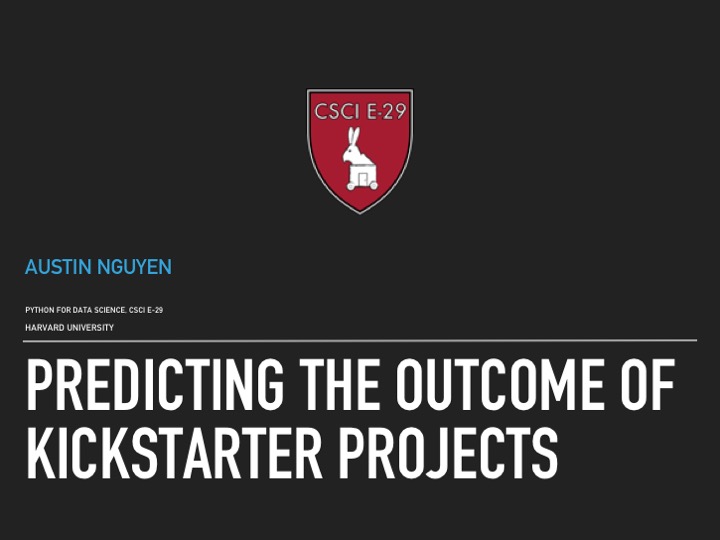 CSCI E-29
AUSTIN NGUYEN
PYTHON FOR DATA SCIENCE, CSCI E-29
HARVARD UNIVERSITY
PREDICTING THE OUTCOME OF
KICKSTARTER PROJECTS